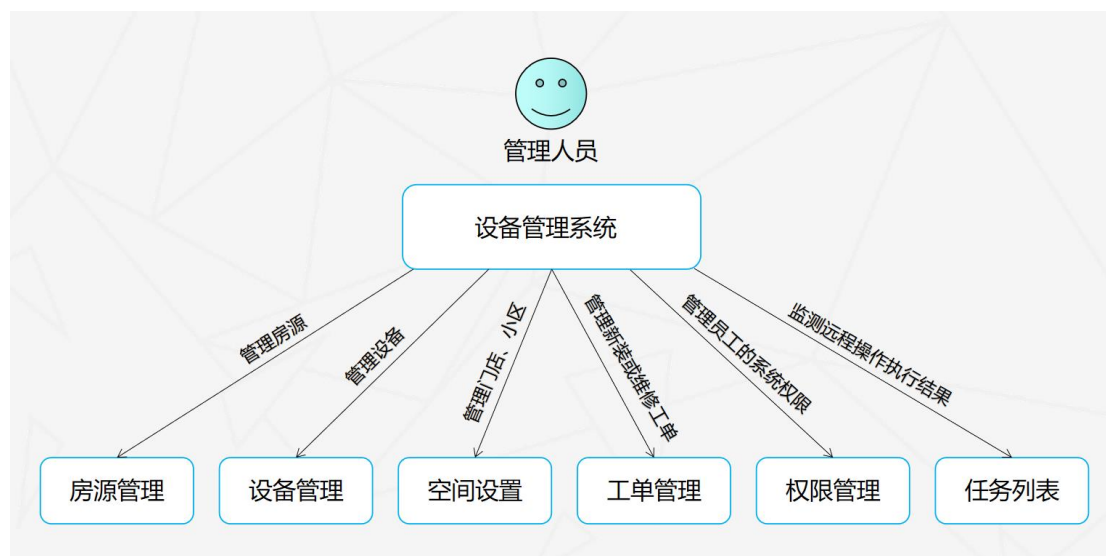 管理人员
设备管理系统
管理房源
管理设备
管理门店、小区
管理新装或维修工单
管理员工的系统权限
监测远程操作执行结果
房源管理
设备管理
空间设置
工单管理
权限管理
任务列表